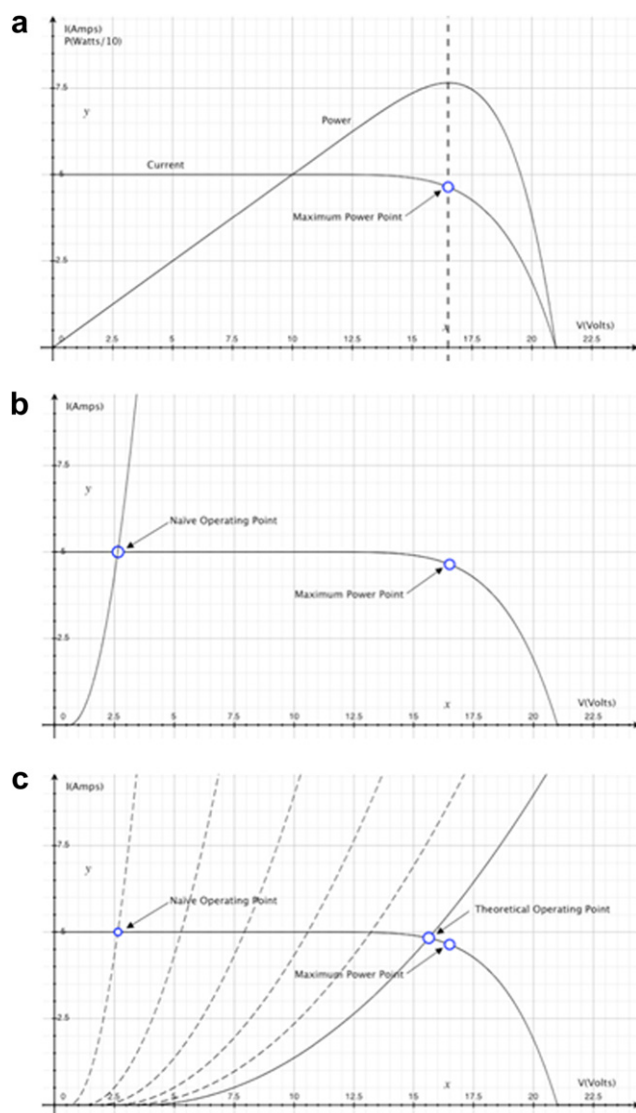 a
I(Amps)
P(Watts/10)
7.5
y
Power
Current
5
Maximum Power Point
2.5
x
V(Volts)
0 2.5 5 7.5 10 12.5 15 17.5 20 22.5
b
I(Amps)
7.5
y
Naïve Operating Point
5
Maximum Power Point
2.5
x
V(Volts)
0 2.5 5 7.5 10 12.5 15 17.5 20 22.5
c
I(Amps)
7.5
y
Naïve Operating Point
Theoretical Operating Point
5
Maximum Power Point
2.5
x
V(Volts)
0 2.5 5 7.5 10 12.5 15 17.5 20 22.5